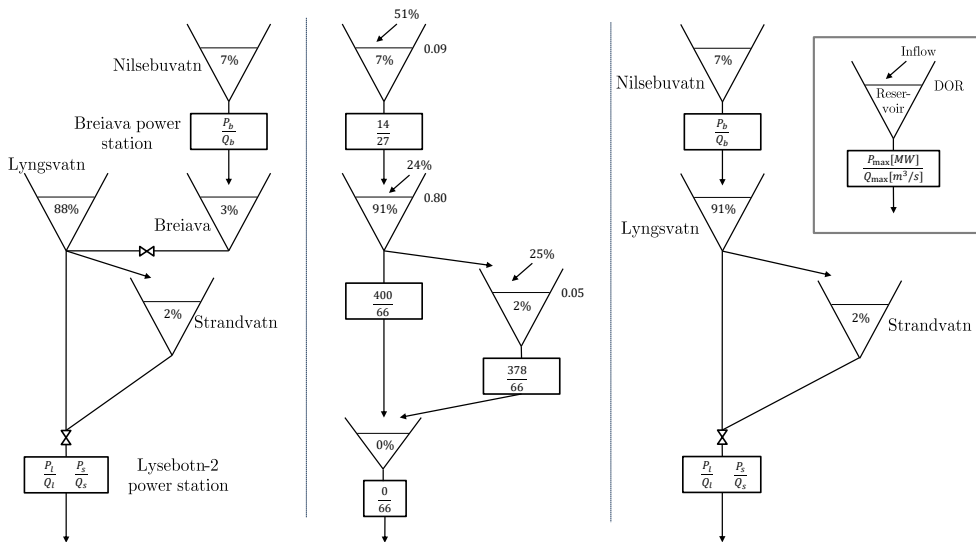 7%
Nilsebuvatn
Breiava power
station
P_b
Q_b
Lyngsvatn
88%
3%
Breiava
2%
Strandvatn
P_l P_s
Q_l Q_s
Lysebotn-2
power station
51%
7%
0.09
14
27
24%
91%
0.80
25%
2%
0.05
400
66
378
66
0%
0
66
7%
Nilsebuvatn
P_b
Q_b
91%
Lyngsvatn
2%
Strandvatn
P_l P_s
Q_l Q_s
Inflow
Reser-
voir
DOR
P_max[MW]
Q_max[m³/s]